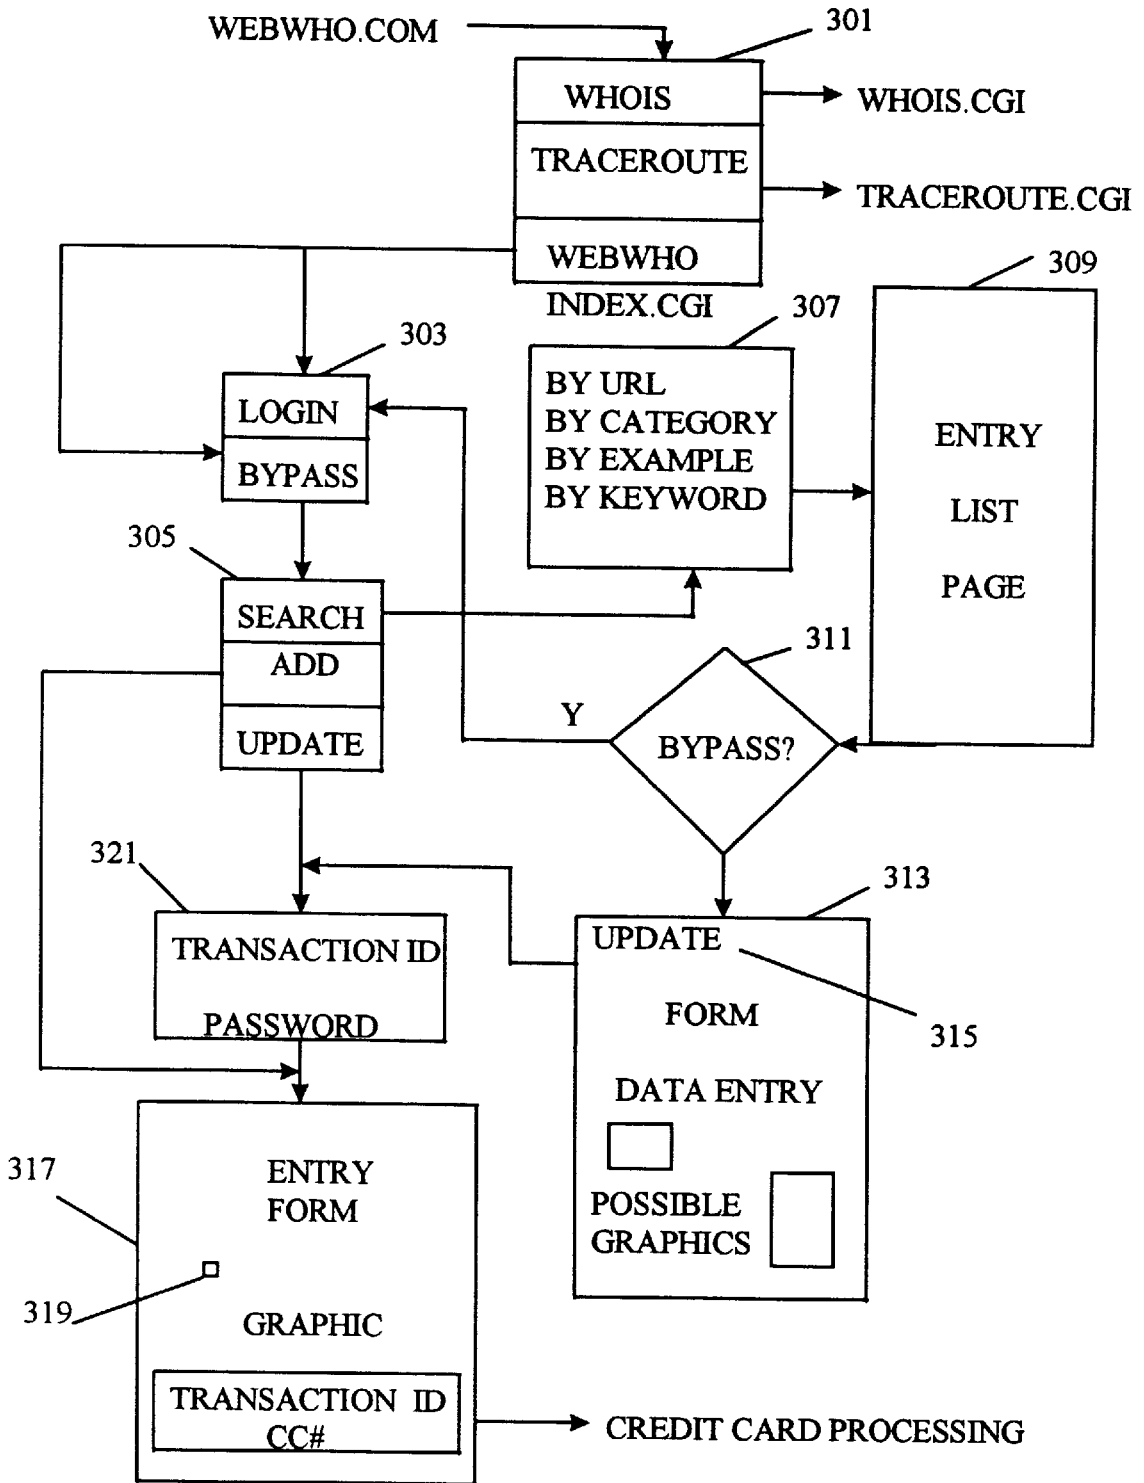 WEBWHO.COM
301
WHOIS
WHOIS.CGI
TRACEROUTE
TRACEROUTE.CGI
WEBWHO
INDEX.CGI
309
307
303
LOGIN
BYPASS
BY URL
BY CATEGORY
BY EXAMPLE
BY KEYWORD
ENTRY
LIST
PAGE
305
SEARCH
ADD
UPDATE
311
Y
BYPASS?
321
TRANSACTION ID
PASSWORD
313
UPDATE
315
FORM
DATA ENTRY
POSSIBLE
GRAPHICS
317
ENTRY
FORM
319
GRAPHIC
TRANSACTION ID
CC#
CREDIT CARD PROCESSING